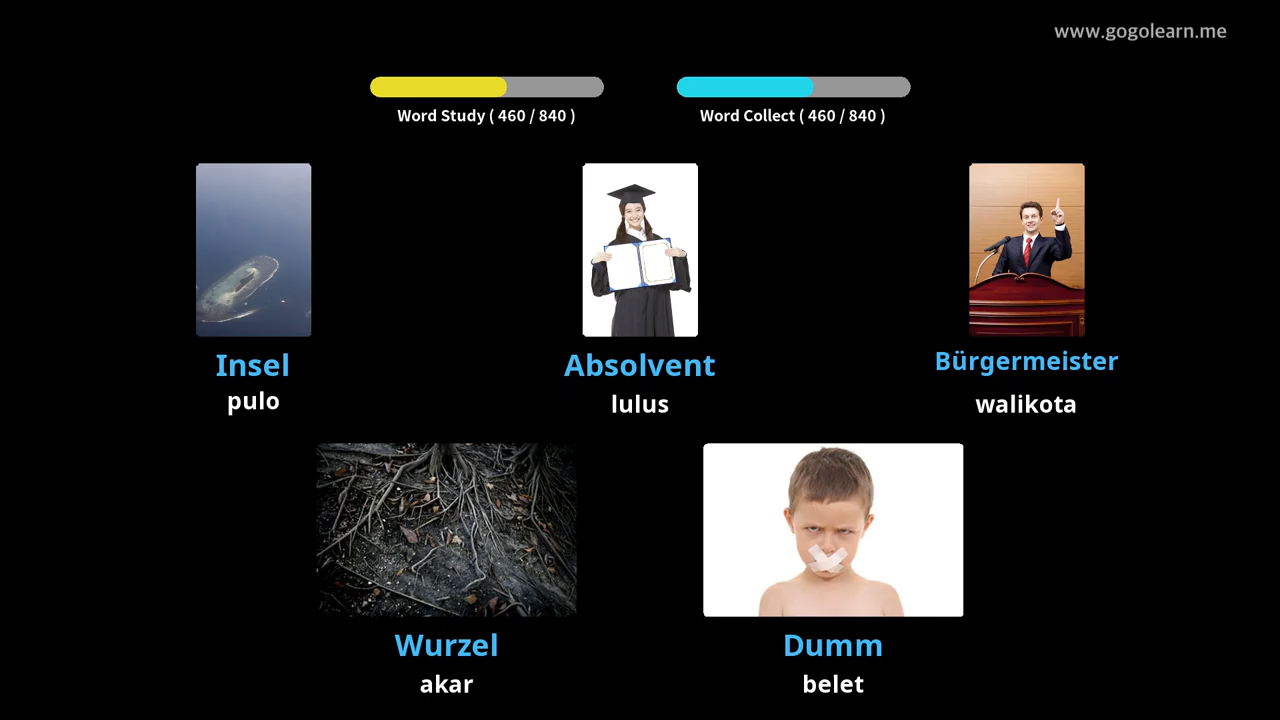 www.gogolearn.me
Word Study ( 460 / 840 )
Word Collect ( 460 / 840 )
Insel
pulo
Absolvent
lulus
Bürgermeister
walikota
Wurzel
akar
Dumm
belet